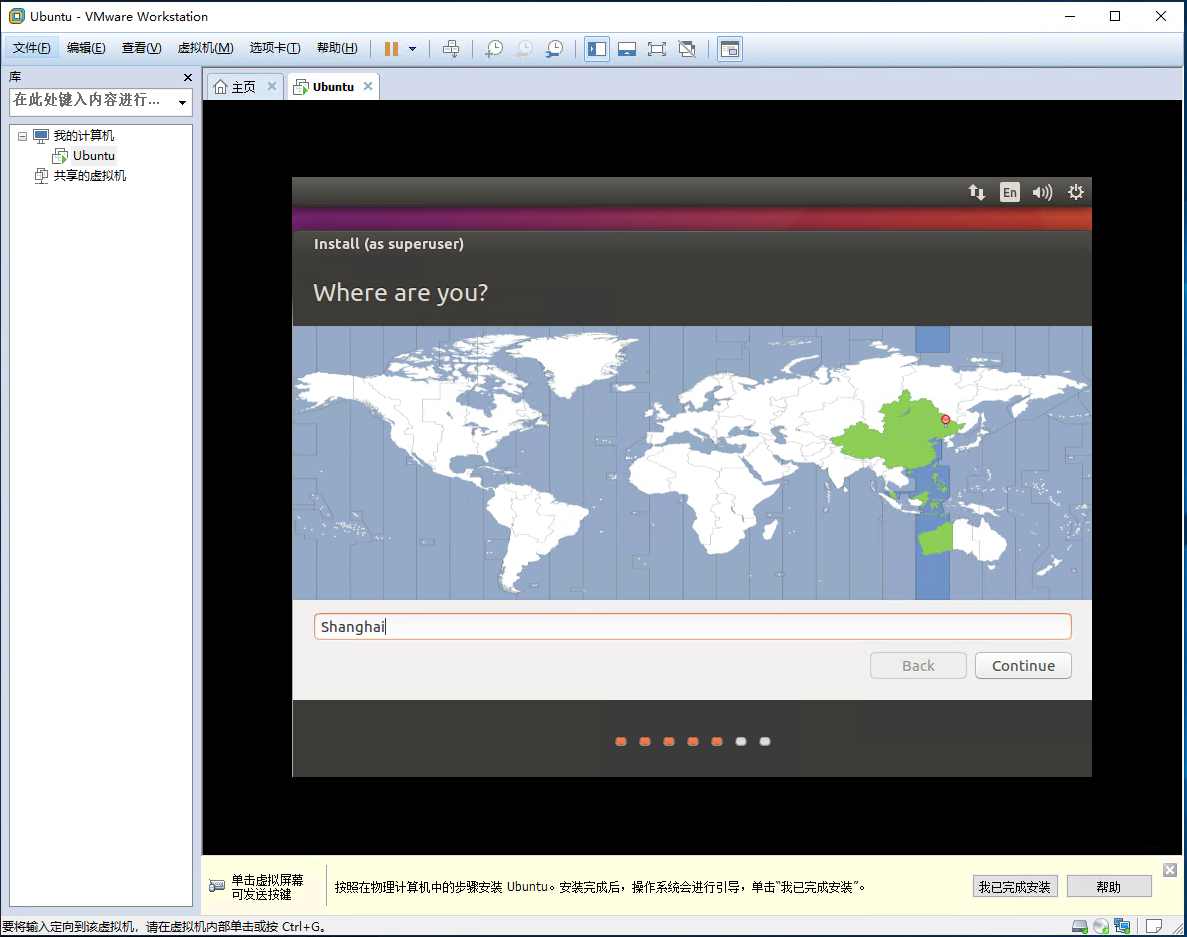 Ubuntu - VMware Workstation
文件(F) 编辑(E) 查看(V) 虚拟机(M) 选项卡(T) 帮助(H)
库
在此处键入内容进行...
我的计算机
Ubuntu
共享的虚拟机
主页
Ubuntu
En
Install (as superuser)
Where are you?
Shanghai
Back
Continue
单击虚拟屏幕
可发送按键
按照在物理计算机中的步骤安装 Ubuntu。安装完成后，操作系统会进行引导，单击“我已完成安装”。
我已完成安装
帮助
要将输入定向到该虚拟机，请在虚拟机内部单击或按 Ctrl+G。